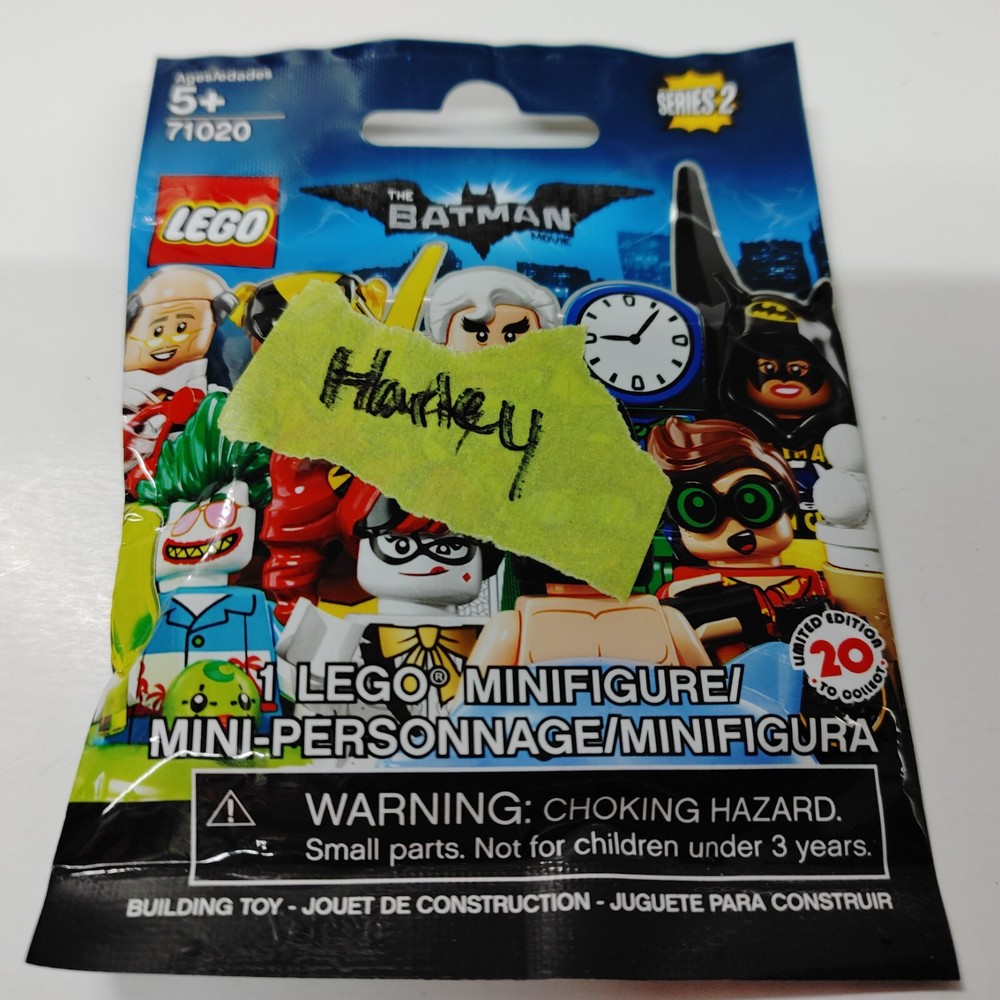 Ages/edades
5+
71020
SERIES 2
LEGO
THE
BATMAN
MOVIE
Harley
LIMITED EDITION
20
TO COLLECT
1 LEGO® MINIFIGURE/
MINI-PERSONNAGE/MINIFIGURA
WARNING: CHOKING HAZARD.
Small parts. Not for children under 3 years.
BUILDING TOY - JOUET DE CONSTRUCTION - JUGUETE PARA CONSTRUIR